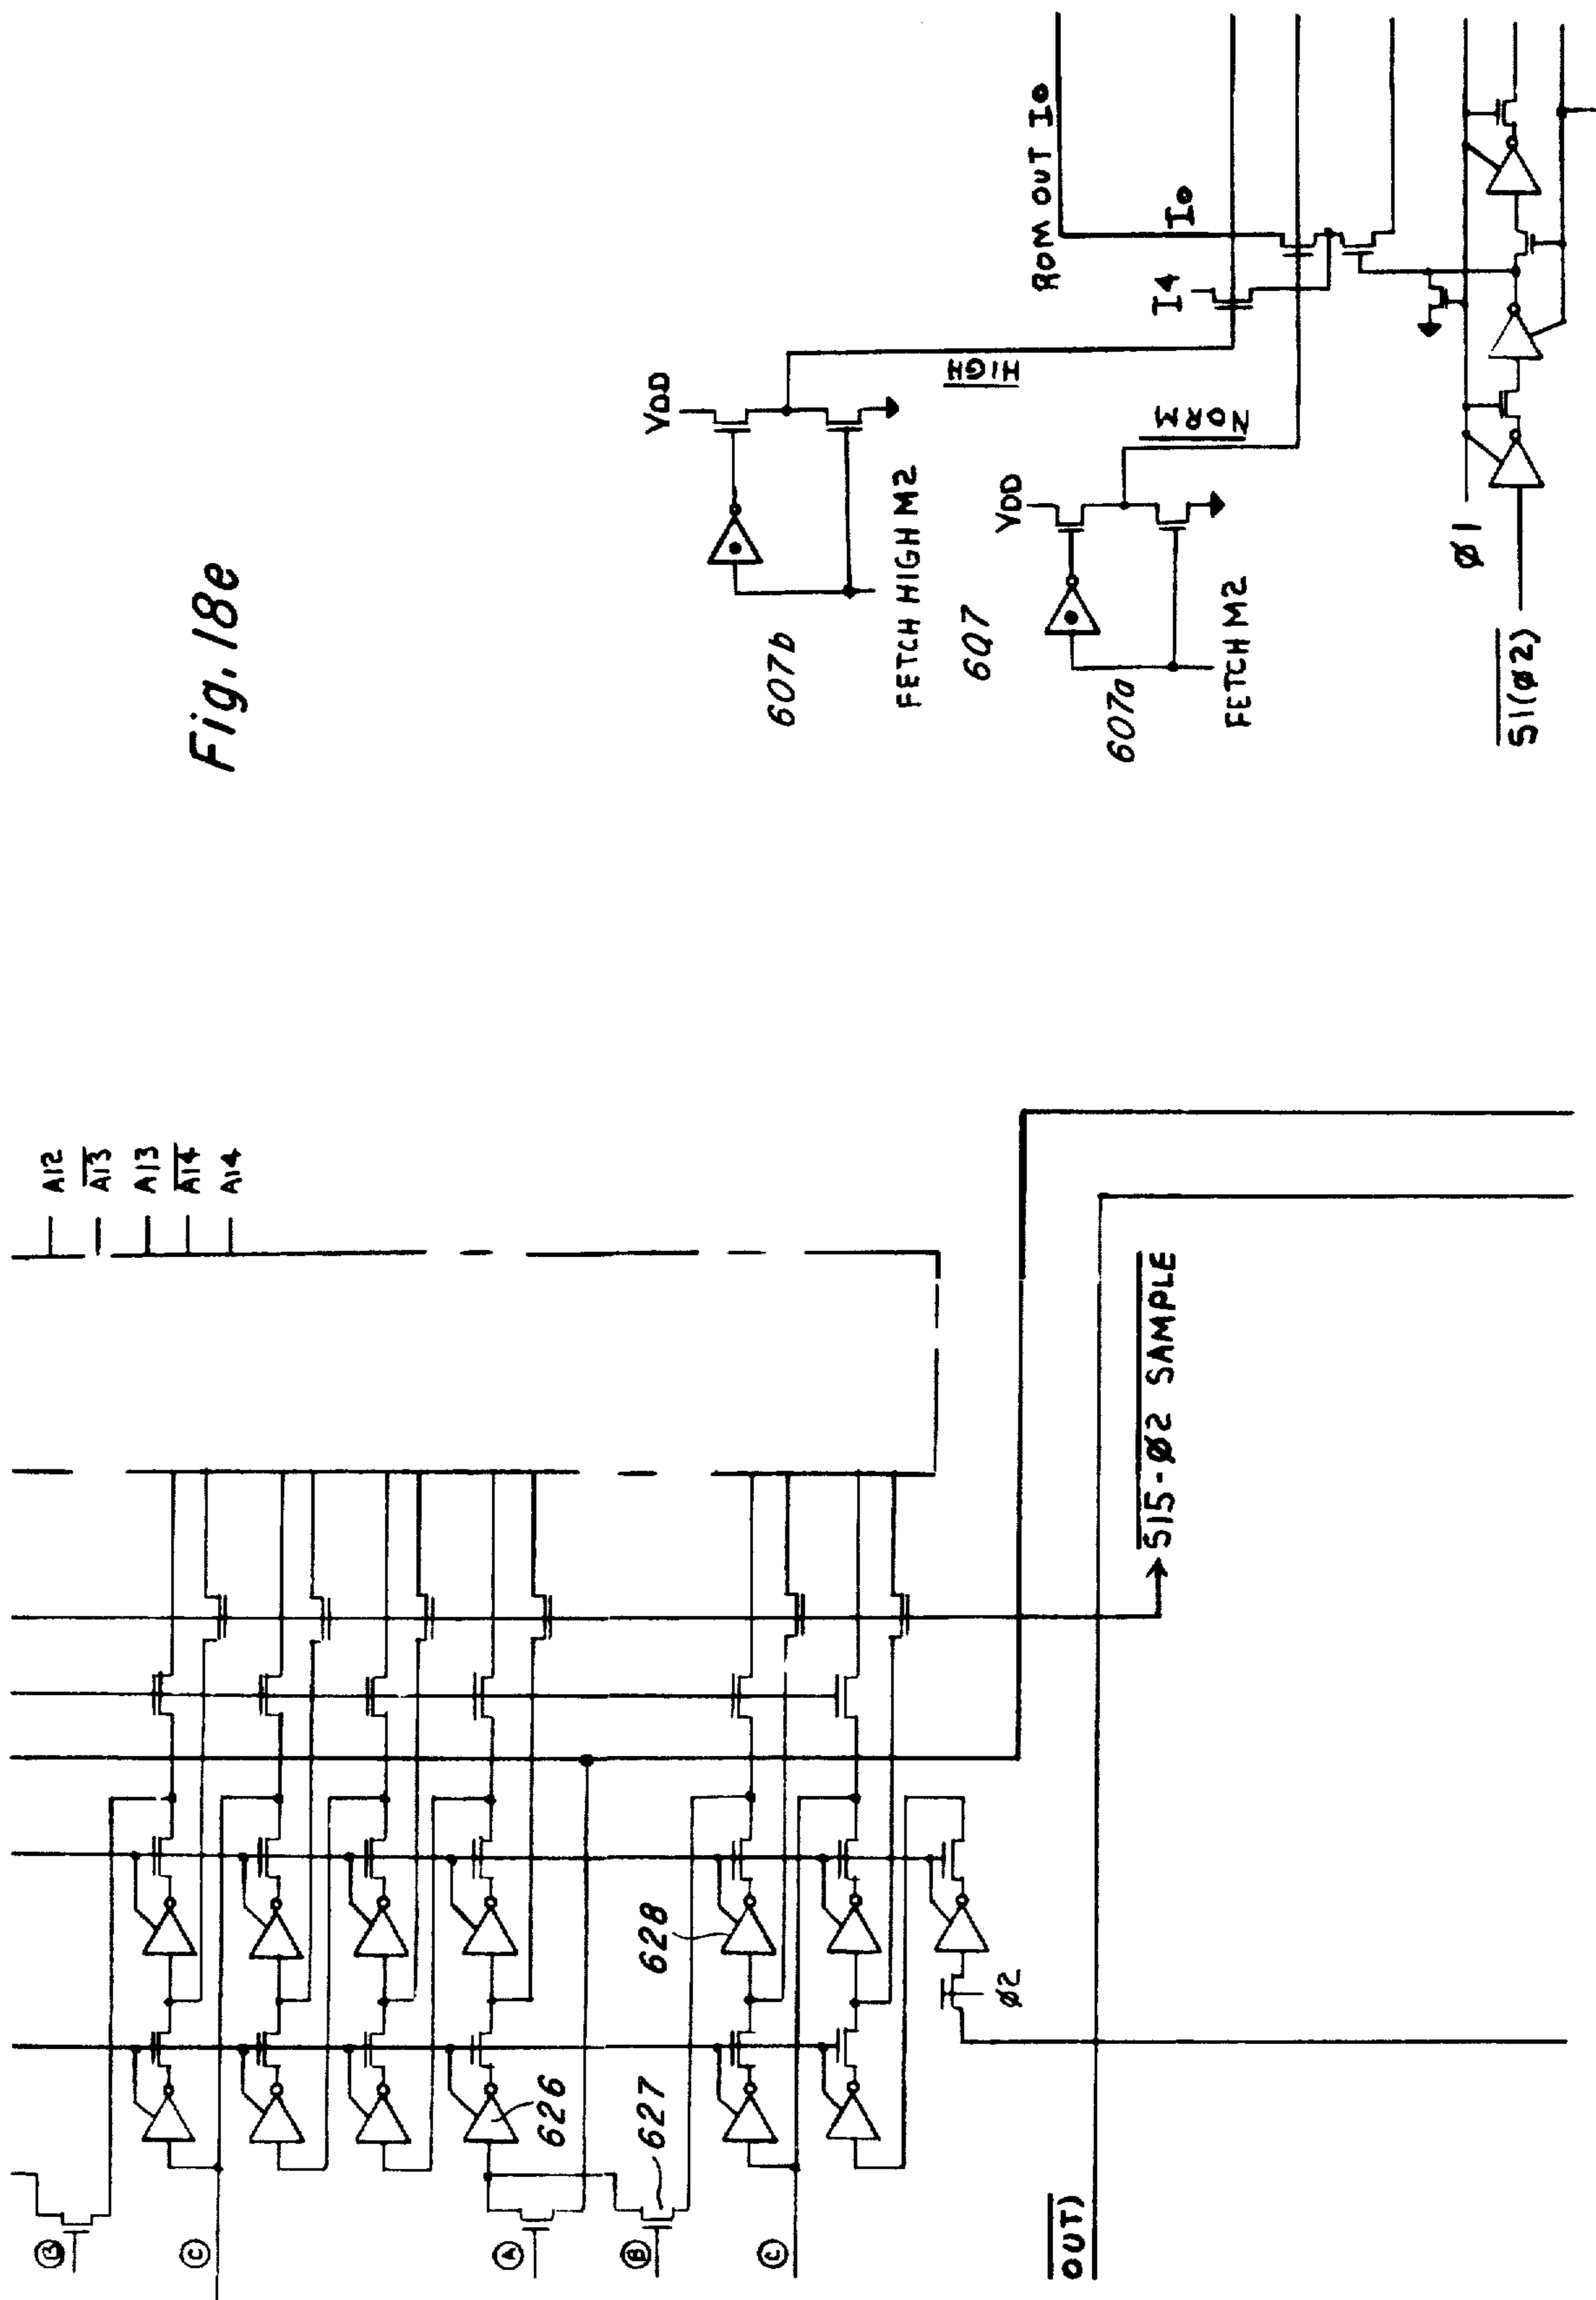 Fig. 18e
VDD
607b
FETCH HIGH M2
HIGH
607
VDD
607a
FETCH M2
NORM
ROM OUT I0
I4
I0
Ø1
S1(Ø2)
A12
A13
A13
A14
A14
S15-Ø2 SAMPLE
628
Ø2
626
627
B
C
A
B
C
OUT)